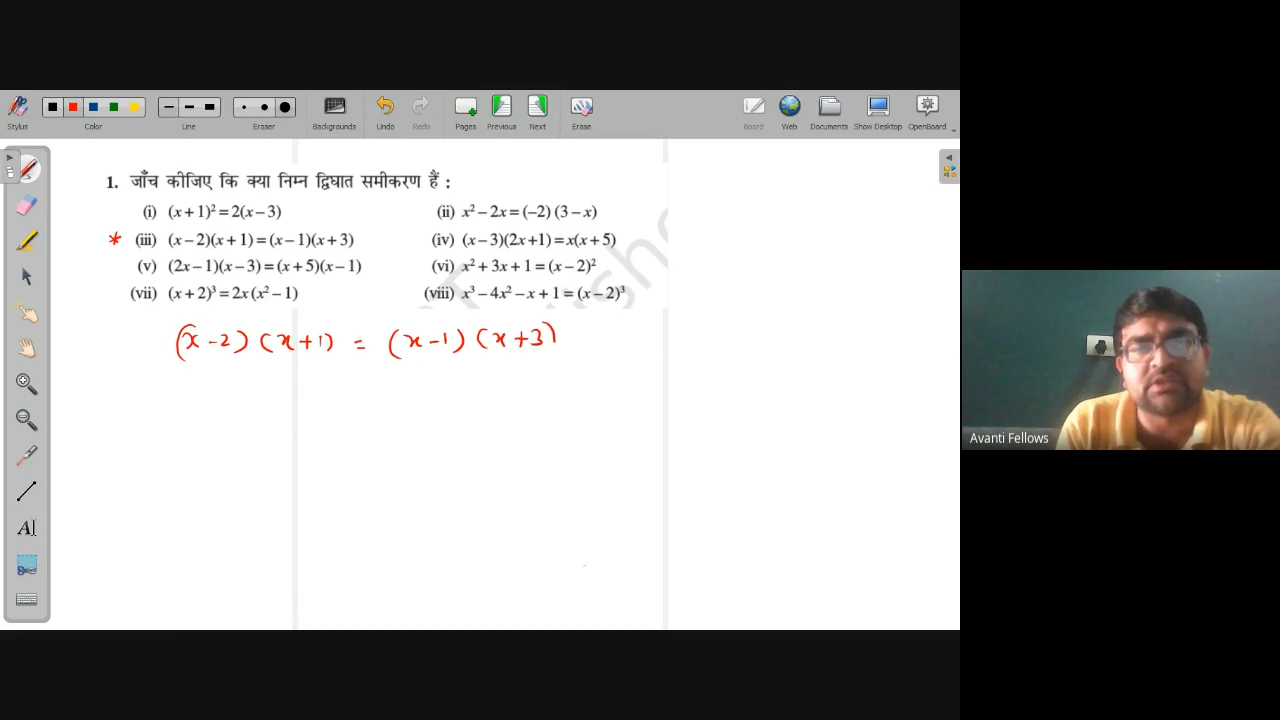 Stylus Color Line Eraser Backgrounds Undo Redo Pages Previous Next Erase Board Web Documents Show Desktop OpenBoard
1. जाँच कीजिए कि क्या निम्न द्विघात समीकरण हैं :
(i) (x + 1)² = 2(x – 3) (ii) x² – 2x = (–2) (3 – x)
* (iii) (x – 2)(x + 1) = (x – 1)(x + 3) (iv) (x – 3)(2x + 1) = x(x + 5)
(v) (2x – 1)(x – 3) = (x + 5)(x – 1) (vi) x² + 3x + 1 = (x – 2)²
(vii) (x + 2)³ = 2x (x² – 1) (viii) x³ – 4x² – x + 1 = (x – 2)³
(x – 2) (x + 1) = (x – 1) (x + 3)
Avanti Fellows